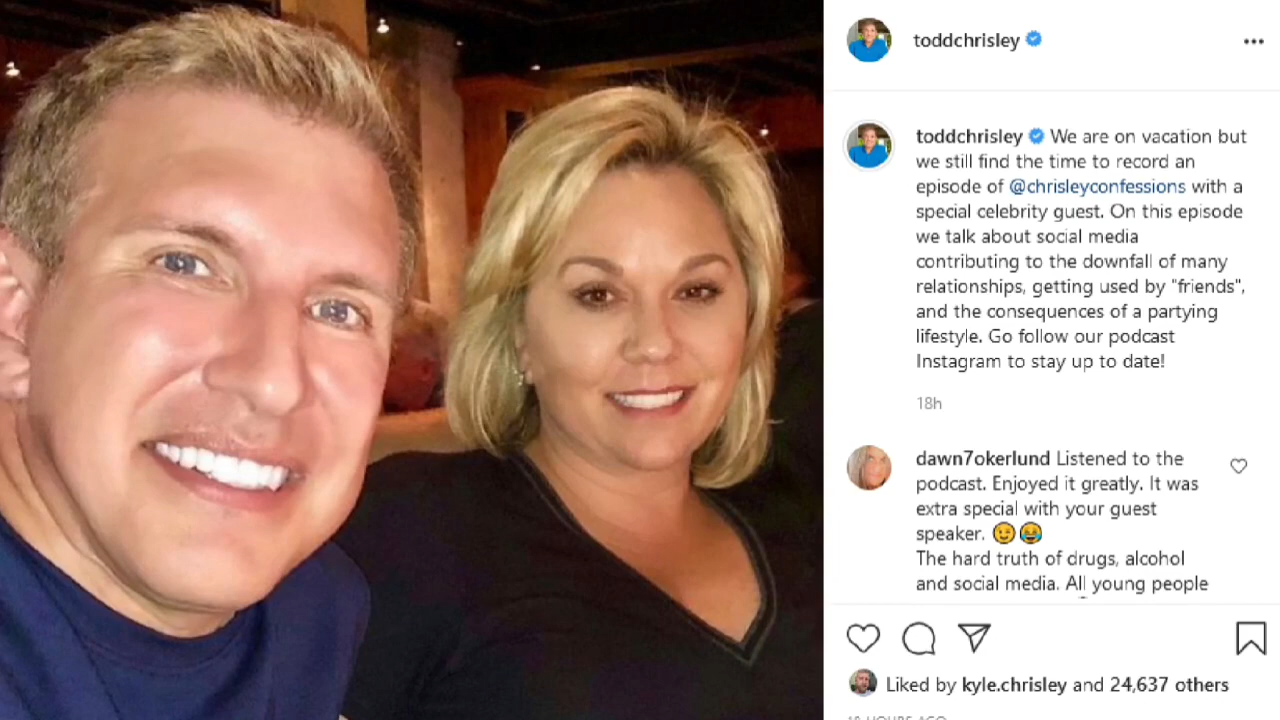 toddchrisley
toddchrisley We are on vacation but
we still find the time to record an
episode of @chrisleyconfessions with a
special celebrity guest. On this episode
we talk about social media
contributing to the downfall of many
relationships, getting used by "friends",
and the consequences of a partying
lifestyle. Go follow our podcast
Instagram to stay up to date!
18h
dawn7okerlund Listened to the
podcast. Enjoyed it greatly. It was
extra special with your guest
speaker. 😉😂
The hard truth of drugs, alcohol
and social media. All young people
Liked by kyle.chrisley and 24,637 others
18 HOURS AGO